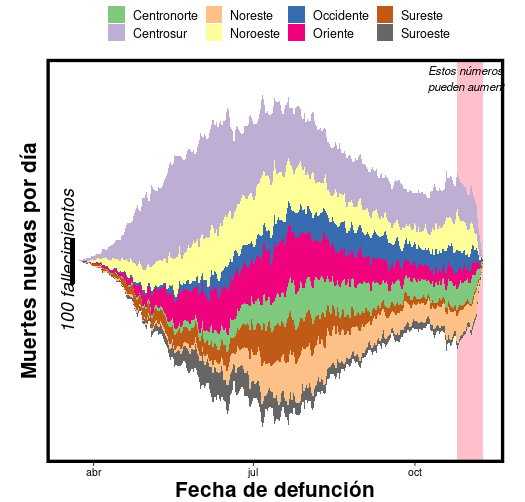 Centronorte Noreste Occidente Sureste
Centrosur Noroeste Oriente Suroeste
Estos números
pueden aument
Muertes nuevas por día
100 fallecimientos
abr jul oct
Fecha de defunción